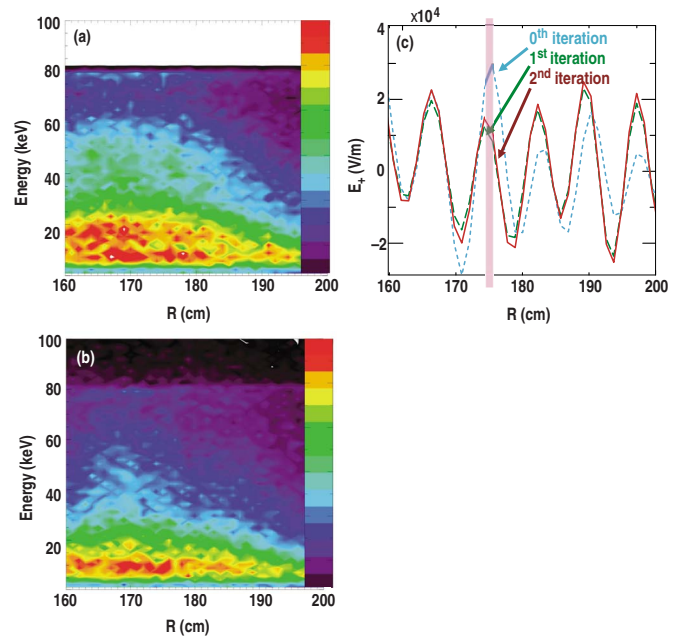 (a)
100
80
60
40
20
Energy (keV)
160 170 180 190 200
R (cm)
(b)
100
80
60
40
20
Energy (keV)
160 170 180 190 200
R (cm)
×10⁴
(c)
0th iteration
1st iteration
2nd iteration
4
2
0
−2
E+ (V/m)
160 170 180 190 200
R (cm)